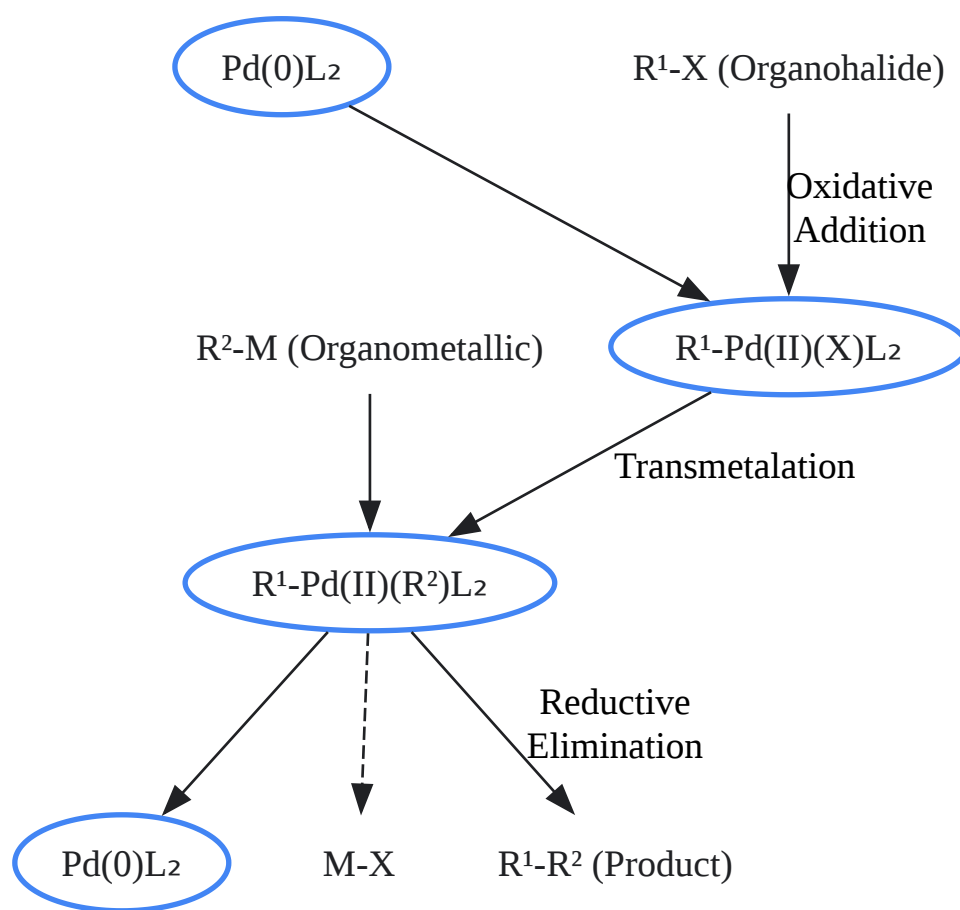 Pd(0)L₂
R¹-X (Organohalide)
Oxidative
Addition
R²-M (Organometallic)
R¹-Pd(II)(X)L₂
Transmetalation
R¹-Pd(II)(R²)L₂
Reductive
Elimination
Pd(0)L₂
M-X
R¹-R² (Product)